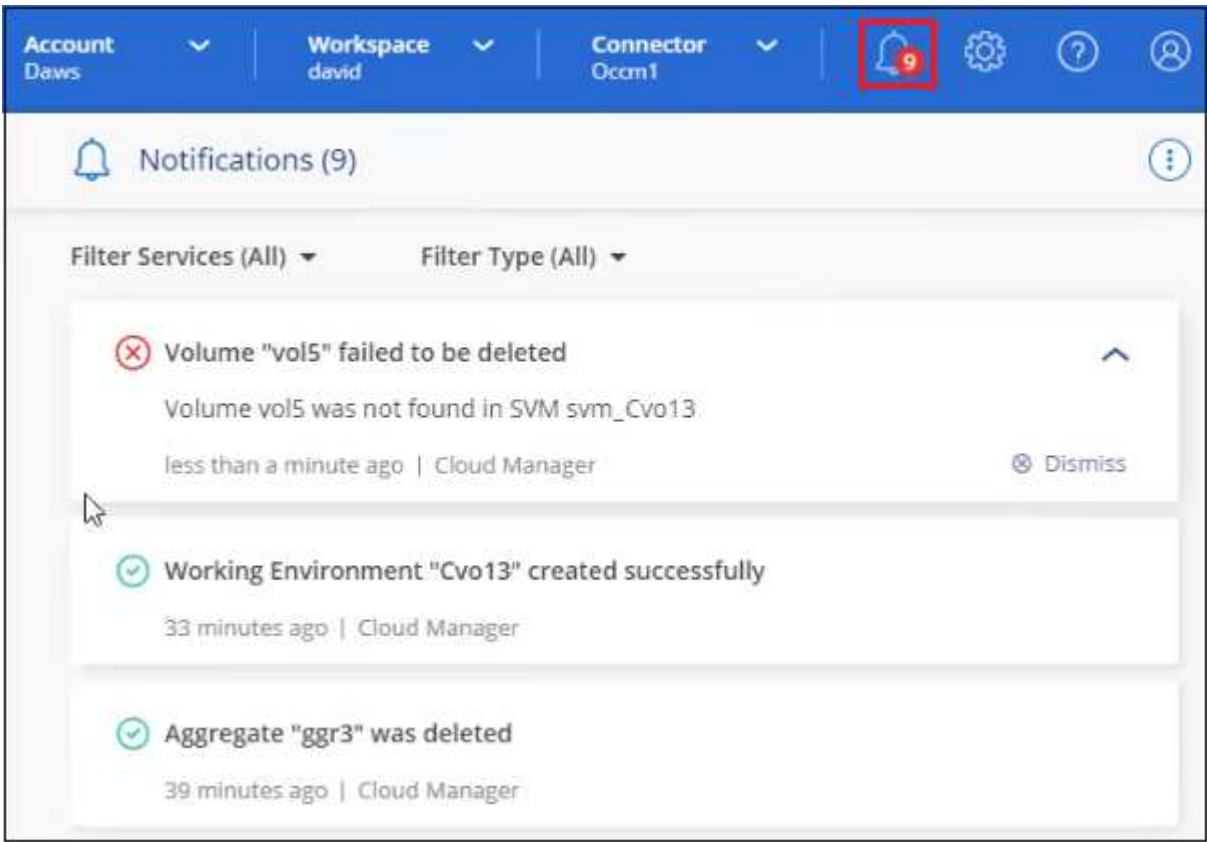 Account Workspace Connector 9
Daws david Occm1
Notifications (9)
Filter Services (All) Filter Type (All)
Volume "vol5" failed to be deleted
Volume vol5 was not found in SVM svm_Cvo13
less than a minute ago | Cloud Manager Dismiss
Working Environment "Cvo13" created successfully
33 minutes ago | Cloud Manager
Aggregate "ggr3" was deleted
39 minutes ago | Cloud Manager